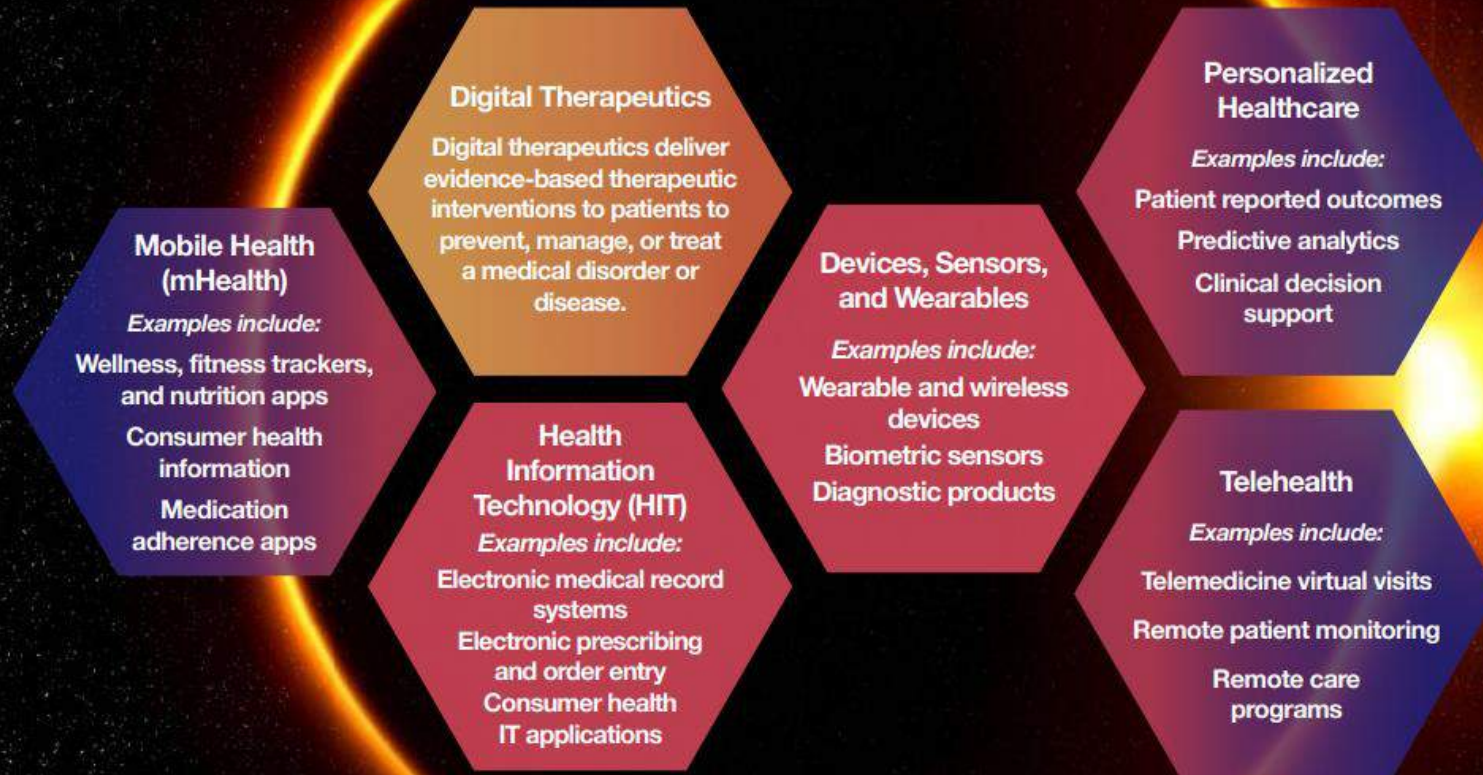 Mobile Health
(mHealth)
Examples include:
Wellness, fitness trackers,
and nutrition apps
Consumer health
information
Medication
adherence apps
Digital Therapeutics
Digital therapeutics deliver
evidence-based therapeutic
interventions to patients to
prevent, manage, or treat
a medical disorder or
disease.
Health
Information
Technology (HIT)
Examples include:
Electronic medical record
systems
Electronic prescribing
and order entry
Consumer health
IT applications
Devices, Sensors,
and Wearables
Examples include:
Wearable and wireless
devices
Biometric sensors
Diagnostic products
Personalized
Healthcare
Examples include:
Patient reported outcomes
Predictive analytics
Clinical decision
support
Telehealth
Examples include:
Telemedicine virtual visits
Remote patient monitoring
Remote care
programs